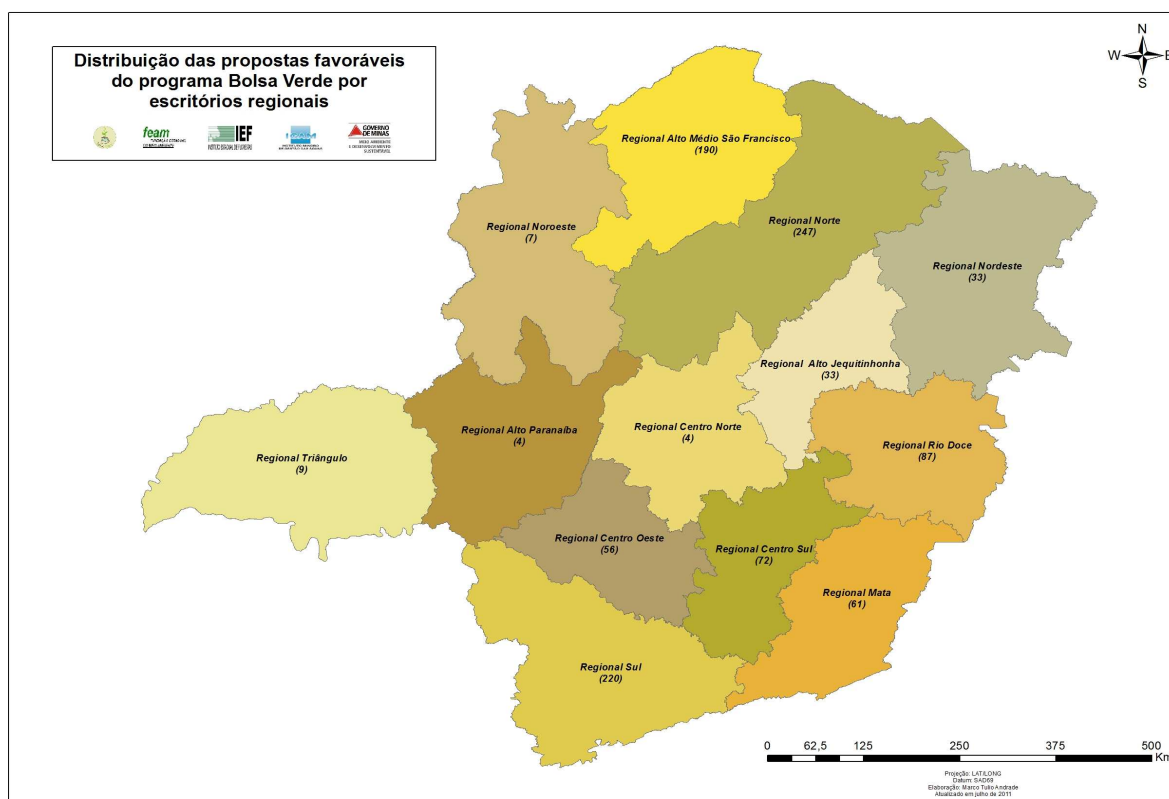 Distribuição das propostas favoráveis
do programa Bolsa Verde por
escritórios regionais
feam
IEF
GOVERNO
DE MINAS
N
W
E
S
Regional Alto Médio São Francisco
(190)
Regional Noroeste
(7)
Regional Norte
(247)
Regional Nordeste
(33)
Regional Alto Jequitinhonha
(33)
Regional Alto Paranaíba
(4)
Regional Centro Norte
(4)
Regional Rio Doce
(87)
Regional Triângulo
(9)
Regional Centro Oeste
(56)
Regional Centro Sul
(72)
Regional Mata
(61)
Regional Sul
(220)
0 62,5 125 250 375 500
Km
Projeção: LAT/LONG
Datum: SAD69
Elaboração: Marco Tulio Andrade
Atualizado em julho de 2011